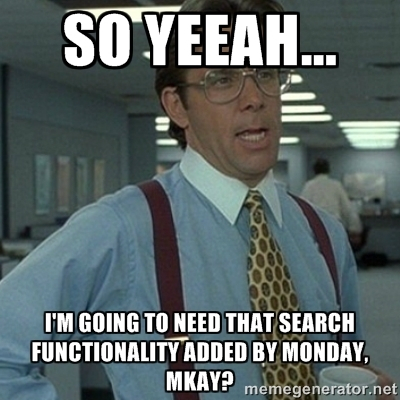 SO YEEAH...
I'M GOING TO NEED THAT SEARCH
FUNCTIONALITY ADDED BY MONDAY,
MKAY?
memegenerator.net